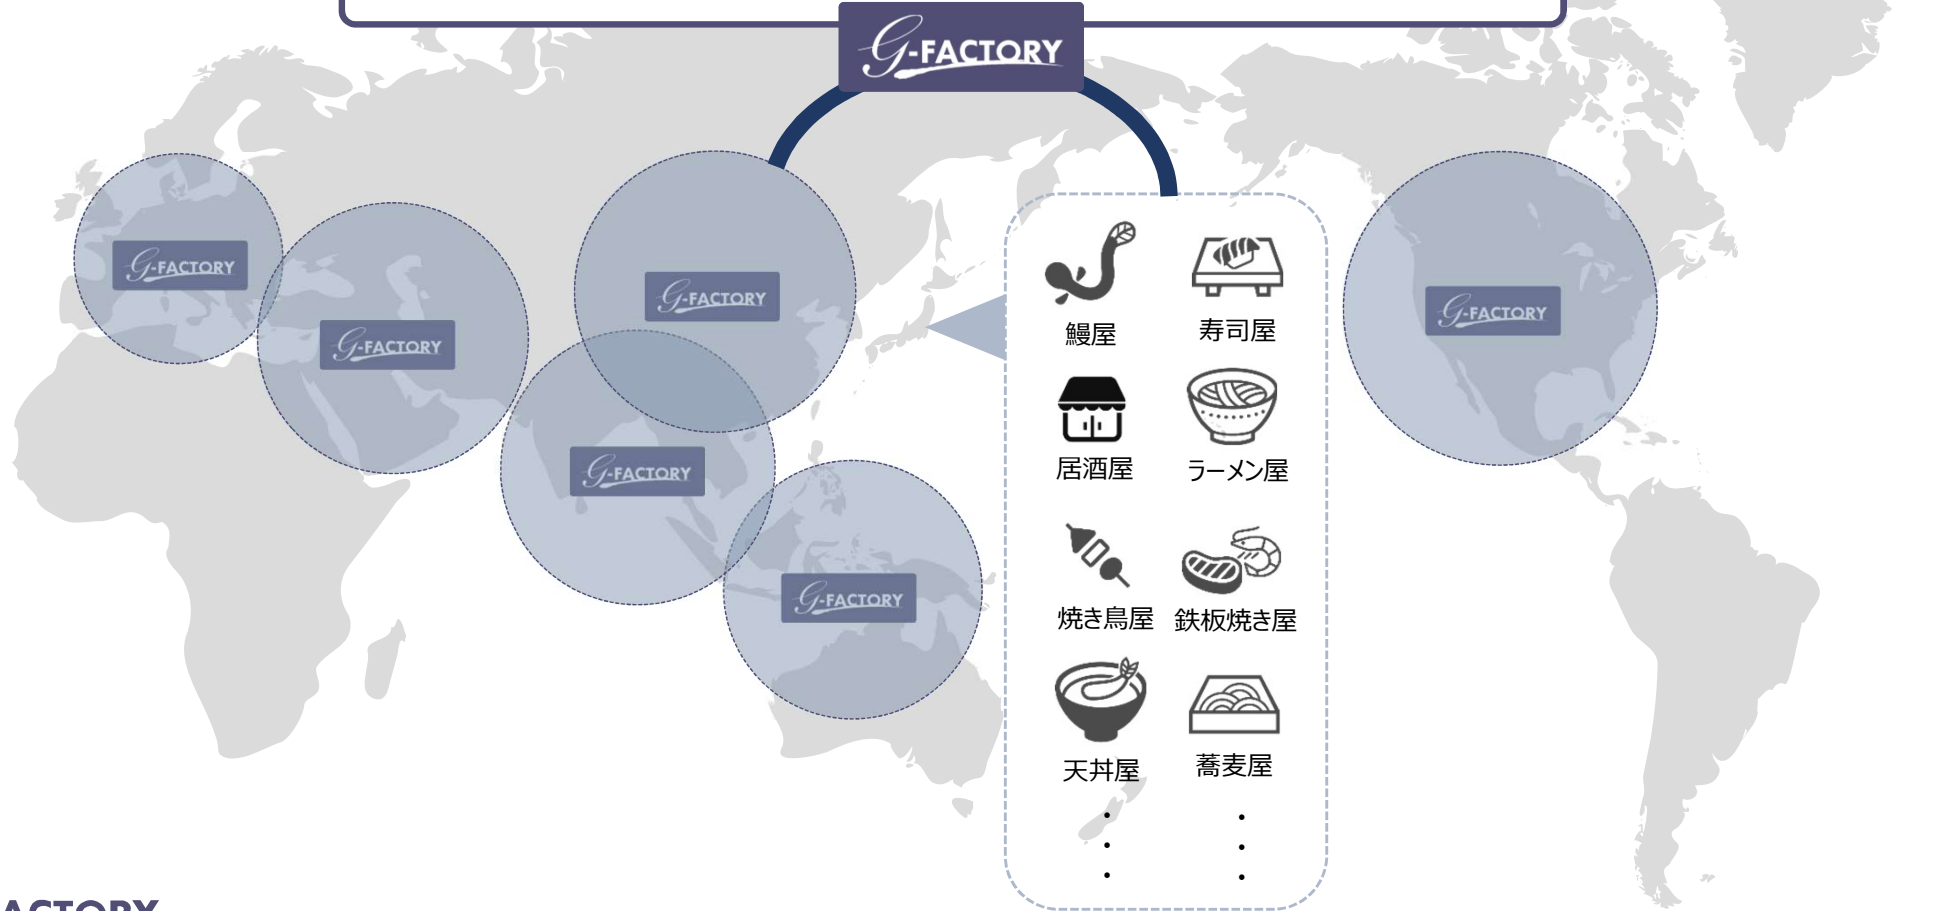 G-FACTORY
G-FACTORY
G-FACTORY
G-FACTORY
G-FACTORY
G-FACTORY
G-FACTORY
鰻屋
寿司屋
居酒屋
ラーメン屋
焼き鳥屋
鉄板焼き屋
天丼屋
蕎麦屋
・
・
・
・
・
・
ACTORY